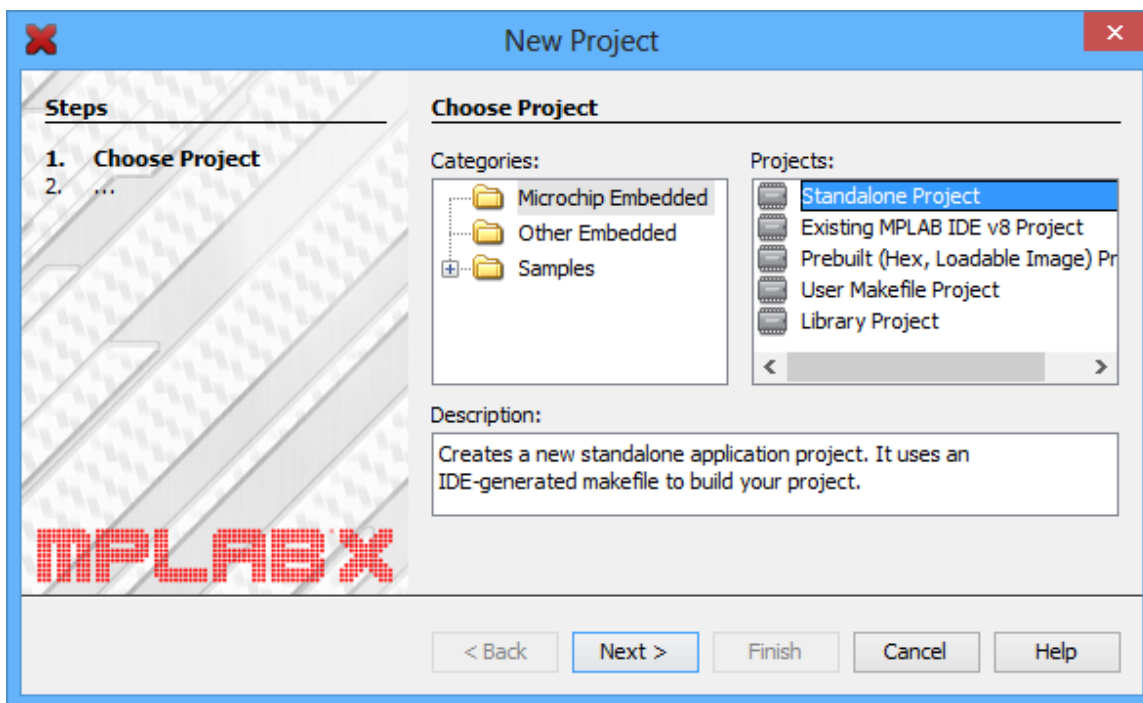 New Project
Steps
1. Choose Project
2. ...
Choose Project
Categories:
Microchip Embedded
Other Embedded
Samples
Projects:
Standalone Project
Existing MPLAB IDE v8 Project
Prebuilt (Hex, Loadable Image) Pr
User Makefile Project
Library Project
Description:
Creates a new standalone application project. It uses an
IDE-generated makefile to build your project.
MPLAB X
< Back Next > Finish Cancel Help